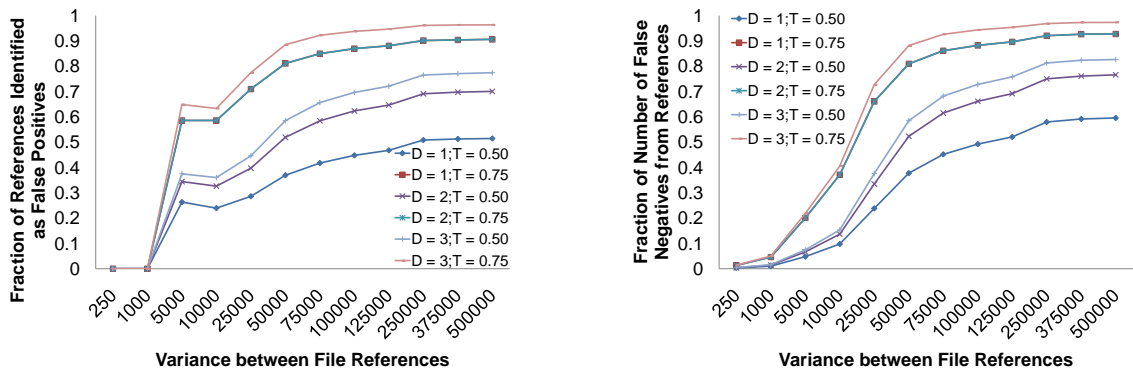 Fraction of References Identified
as False Positives
1
0.9
0.8
0.7
0.6
0.5
0.4
0.3
0.2
0.1
0
250
1000
5000
10000
25000
50000
75000
100000
125000
250000
375000
500000
Variance between File References
D = 1;T = 0.50
D = 1;T = 0.75
D = 2;T = 0.50
D = 2;T = 0.75
D = 3;T = 0.50
D = 3;T = 0.75
Fraction of Number of False
Negatives from References
1
0.9
0.8
0.7
0.6
0.5
0.4
0.3
0.2
0.1
0
250
1000
5000
10000
25000
50000
75000
100000
125000
250000
375000
500000
Variance between File References
D = 1;T = 0.50
D = 1;T = 0.75
D = 2;T = 0.50
D = 2;T = 0.75
D = 3;T = 0.50
D = 3;T = 0.75